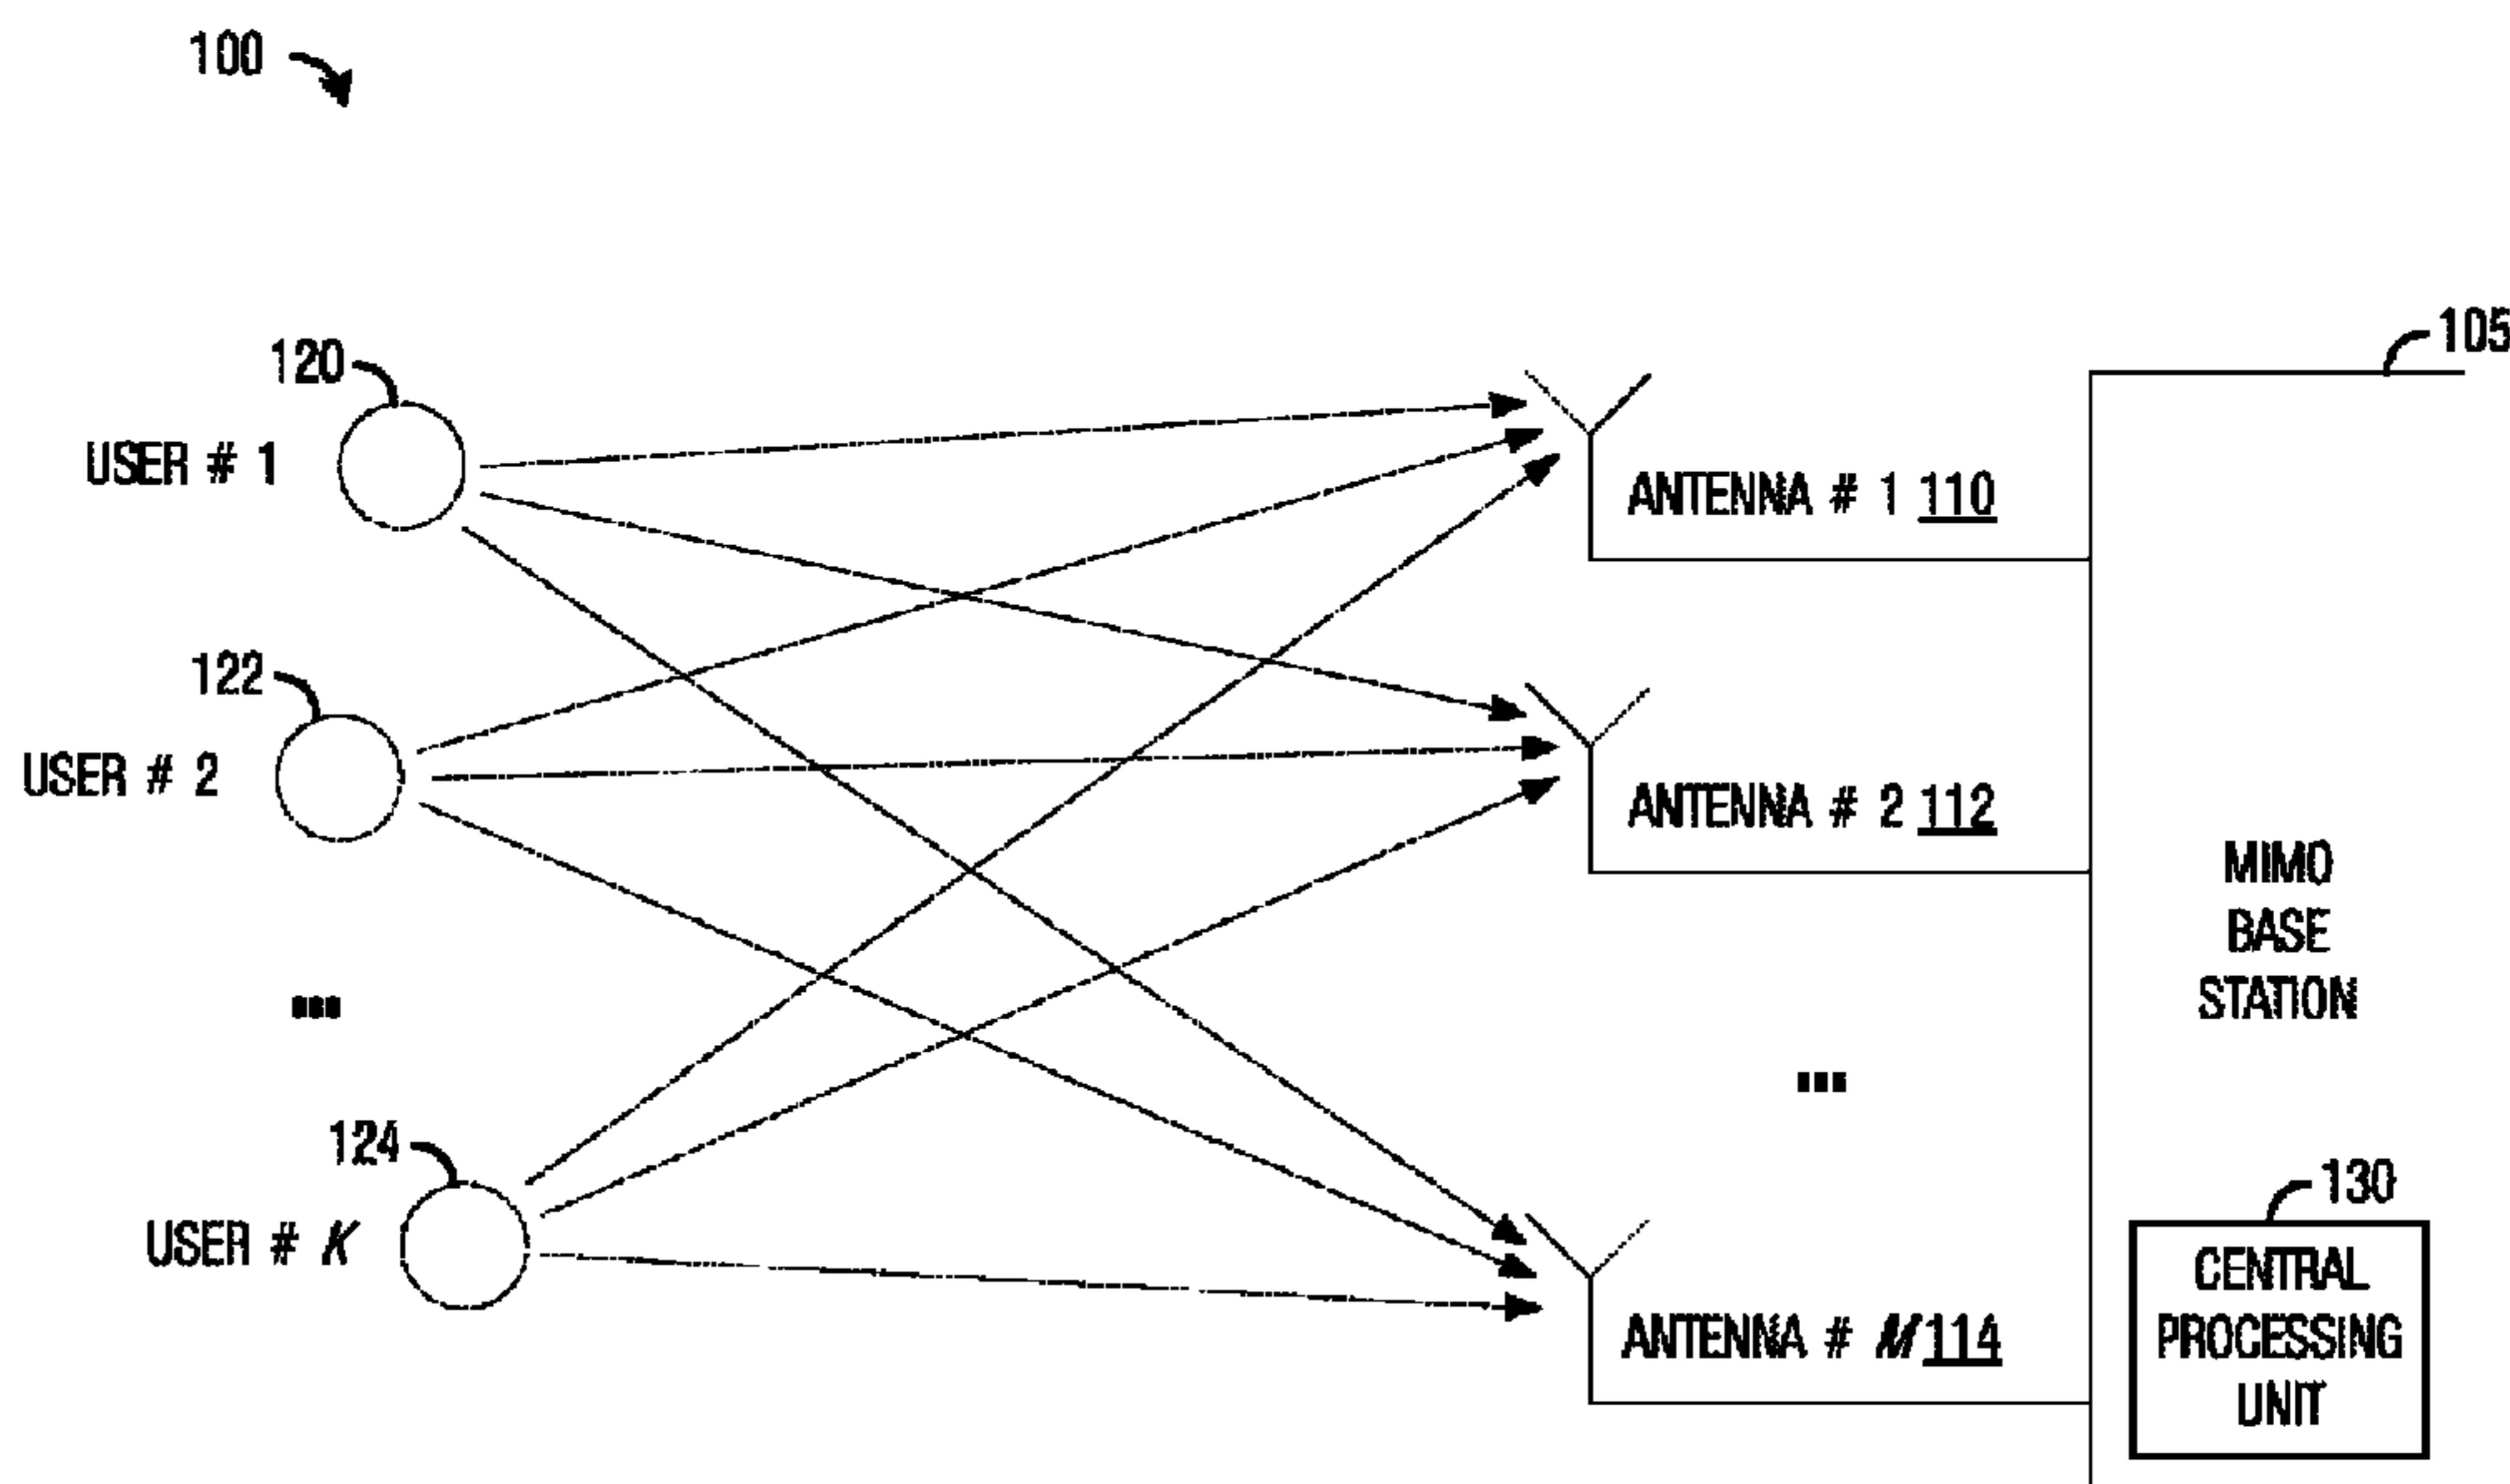 100
105
120
USER # 1
ANTENNA # 1 110
122
USER # 2
ANTENNA # 2 112
MIMO
BASE
STATION
...
...
124
USER # K
130
ANTENNA # M 114
CENTRAL
PROCESSING
UNIT